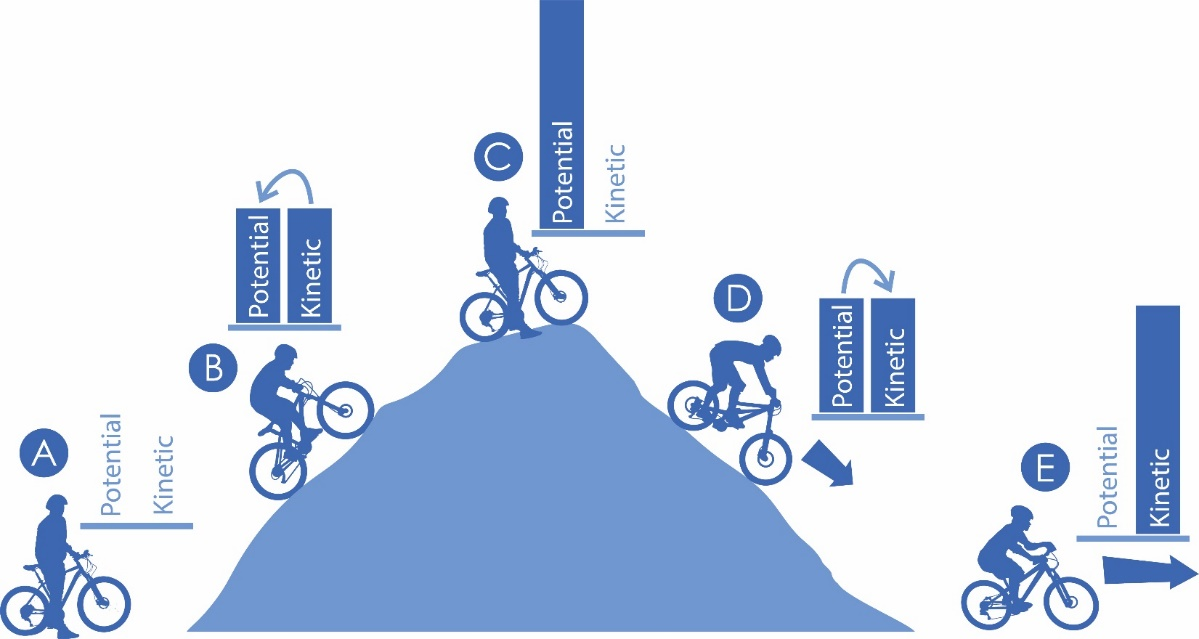 A
Potential
Kinetic
B
Potential
Kinetic
C
Potential
Kinetic
D
Potential
Kinetic
E
Potential
Kinetic